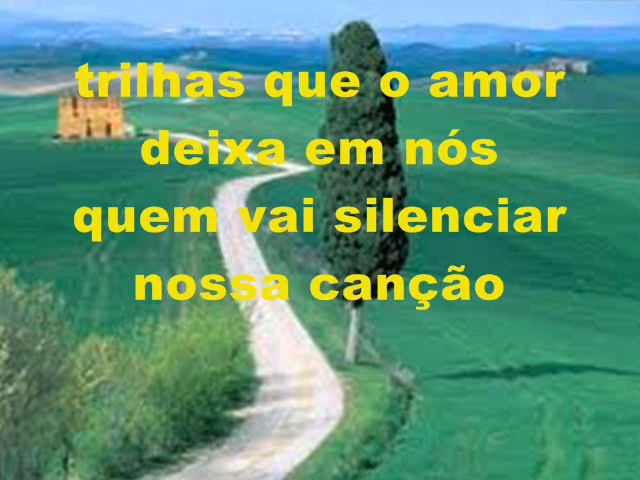 trilhas que o amor
deixa em nós
quem vai silenciar
nossa canção